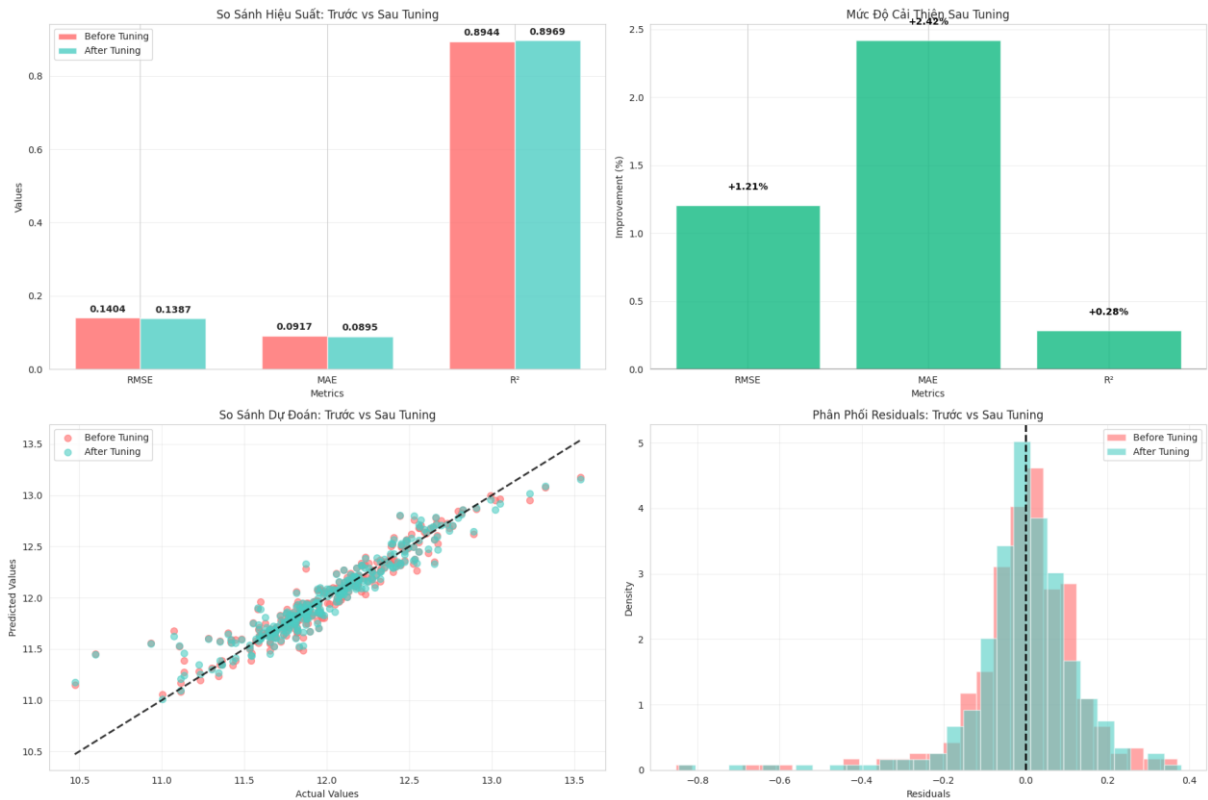 So Sánh Hiệu Suất: Trước vs Sau Tuning
Before Tuning
After Tuning
0.8944
0.8969
0.1404
0.1387
0.0917
0.0895
0.8
0.6
0.4
0.2
0.0
Values
RMSE
MAE
R²
Metrics
Mức Độ Cải Thiện Sau Tuning
+2.42%
+1.21%
+0.28%
2.5
2.0
1.5
1.0
0.5
0.0
Improvement (%)
RMSE
MAE
R²
Metrics
So Sánh Dự Đoán: Trước vs Sau Tuning
Before Tuning
After Tuning
13.5
13.0
12.5
12.0
11.5
11.0
10.5
Predicted Values
10.5
11.0
11.5
12.0
12.5
13.0
13.5
Actual Values
Phân Phối Residuals: Trước vs Sau Tuning
Before Tuning
After Tuning
5
4
3
2
1
0
Density
−0.8
−0.6
−0.4
−0.2
0.0
0.2
0.4
Residuals